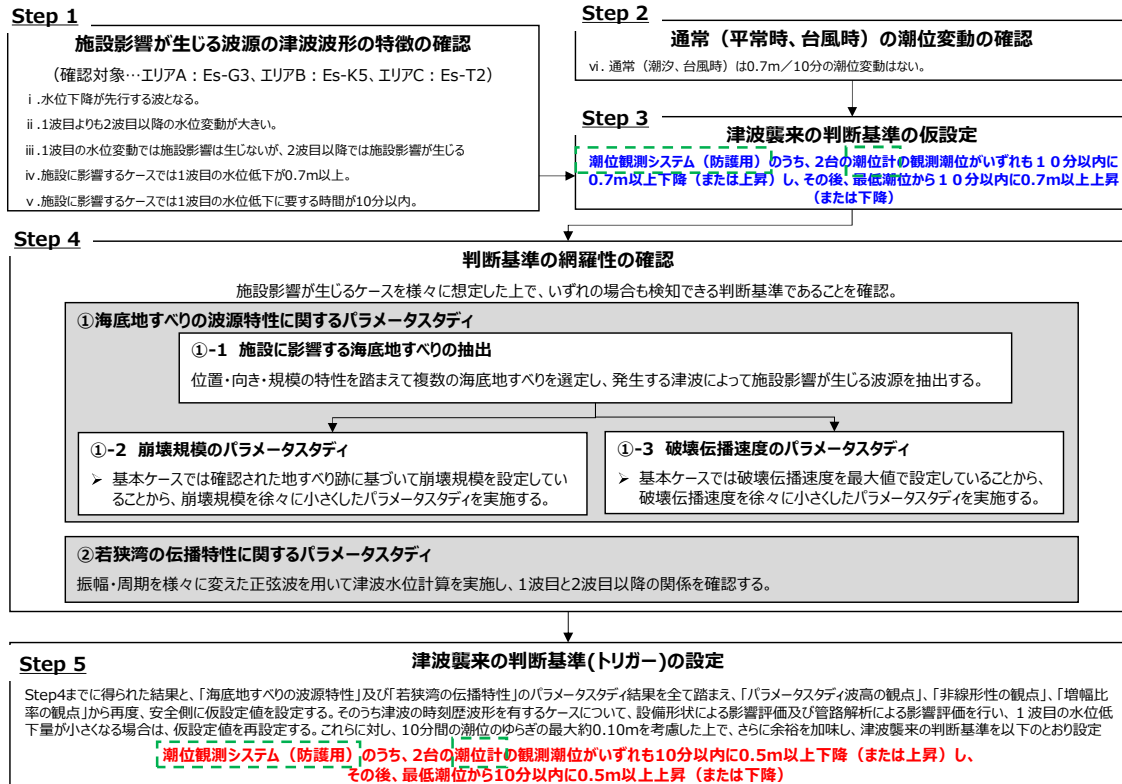 Step 1
施設影響が生じる波源の津波波形の特徴の確認
（確認対象…エリアA：Es-G3、エリアB：Es-K5、エリアC：Es-T2）
ⅰ.水位下降が先行する波となる。
ⅱ.1波目よりも2波目以降の水位変動が大きい。
ⅲ.1波目の水位変動では施設影響は生じないが、2波目以降では施設影響が生じる
ⅳ.施設に影響するケースでは1波目の水位低下が0.7m以上。
ⅴ.施設に影響するケースでは1波目の水位低下に要する時間が10分以内。
Step 2
通常（平常時、台風時）の潮位変動の確認
ⅵ. 通常（潮汐、台風時）は0.7m／10分の潮位変動はない。
Step 3
津波襲来の判断基準の仮設定
潮位観測システム（防護用）のうち、2台の潮位計の観測潮位がいずれも１０分以内に
0.7m以上下降（または上昇）し、その後、最低潮位から１０分以内に0.7m以上上昇
（または下降）
Step 4
判断基準の網羅性の確認
施設影響が生じるケースを様々に想定した上で、いずれの場合も検知できる判断基準であることを確認。
①海底地すべりの波源特性に関するパラメータスタディ
①-1 施設に影響する海底地すべりの抽出
位置・向き・規模の特性を踏まえて複数の海底地すべりを選定し、発生する津波によって施設影響が生じる波源を抽出する。
①-2 崩壊規模のパラメータスタディ
➢ 基本ケースでは確認された地すべり跡に基づいて崩壊規模を設定してい
ることから、崩壊規模を徐々に小さくしたパラメータスタディを実施する。
①-3 破壊伝播速度のパラメータスタディ
➢ 基本ケースでは破壊伝播速度を最大値で設定していることから、
破壊伝播速度を徐々に小さくしたパラメータスタディを実施する。
②若狭湾の伝播特性に関するパラメータスタディ
振幅・周期を様々に変えた正弦波を用いて津波水位計算を実施し、1波目と2波目以降の関係を確認する。
Step 5
津波襲来の判断基準(トリガー)の設定
Step4までに得られた結果と、「海底地すべりの波源特性」及び「若狭湾の伝播特性」のパラメータスタディ結果を全て踏まえ、「パラメータスタディ波高の観点」、「非線形性の観点」、「増幅比
率の観点」から再度、安全側に仮設定値を設定する。そのうち津波の時刻歴波形を有するケースについて、設備形状による影響評価及び管路解析による影響評価を行い、１波目の水位低
下量が小さくなる場合は、仮設定値を再設定する。これらに対し、10分間の潮位のゆらぎの最大約0.10mを考慮した上で、さらに余裕を加味し、津波襲来の判断基準を以下のとおり設定
潮位観測システム（防護用）のうち、2台の潮位計の観測潮位がいずれも10分以内に0.5m以上下降（または上昇）し、
その後、最低潮位から10分以内に0.5m以上上昇（または下降）